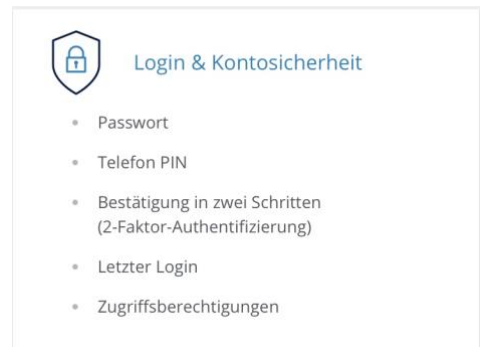 Login & Kontosicherheit
Passwort
Telefon PIN
Bestätigung in zwei Schritten
(2-Faktor-Authentifizierung)
Letzter Login
Zugriffsberechtigungen